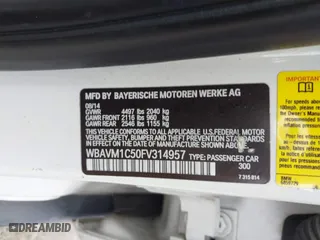 MFD BY BAYERISCHE MOTOREN WERKE AG
08/14
GVWR 4497 lbs 2040 kg
GAWR FRONT 2116 lbs 960 kg
GAWR REAR 2546 lbs 1155 kg
THIS VEHICLE CONFORMS TO ALL APPLICABLE U.S. FEDERAL MOTOR
VEHICLE SAFETY, BUMPER AND THEFT PREVENTION STANDARDS
IN EFFECT ON THE DATE OF MANUFACTURE SHOWN ABOVE.
WBAVM1C50FV314957 TYPE: PASSENGER CAR
300
7 315 814
DREAMBID